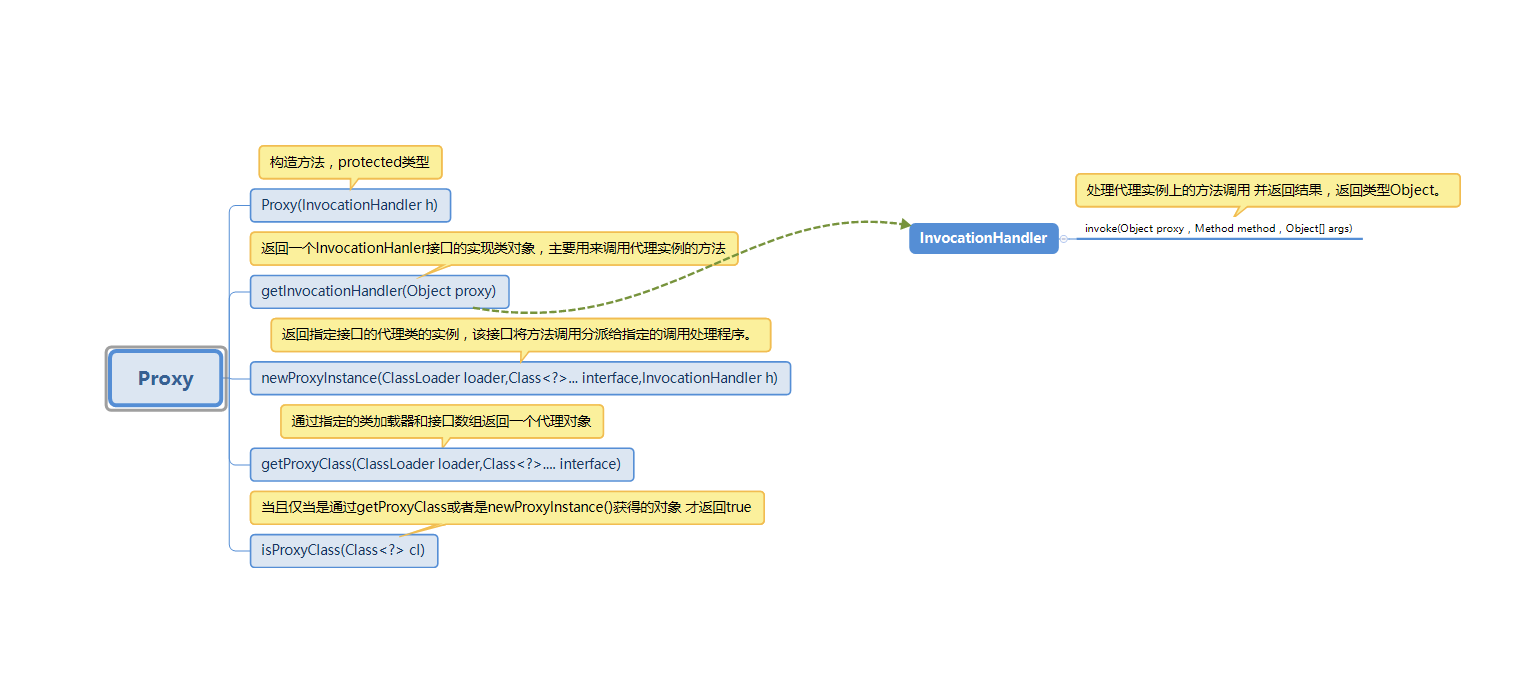 构造方法，protected类型
Proxy(InvocationHandler h)
返回一个InvocationHanler接口的实现类对象，主要用来调用代理实例的方法
getInvocationHandler(Object proxy)
返回指定接口的代理类的实例，该接口将方法调用分派给指定的调用处理程序。
Proxy
newProxyInstance(ClassLoader loader,Class<?>... interface,InvocationHandler h)
通过指定的类加载器和接口数组返回一个代理对象
getProxyClass(ClassLoader loader,Class<?>.... interface)
当且仅当是通过getProxyClass或者是newProxyInstance()获得的对象 才返回true
isProxyClass(Class<?> cl)
处理代理实例上的方法调用 并返回结果，返回类型Object。
InvocationHandler
invoke(Object proxy，Method method，Object[] args)